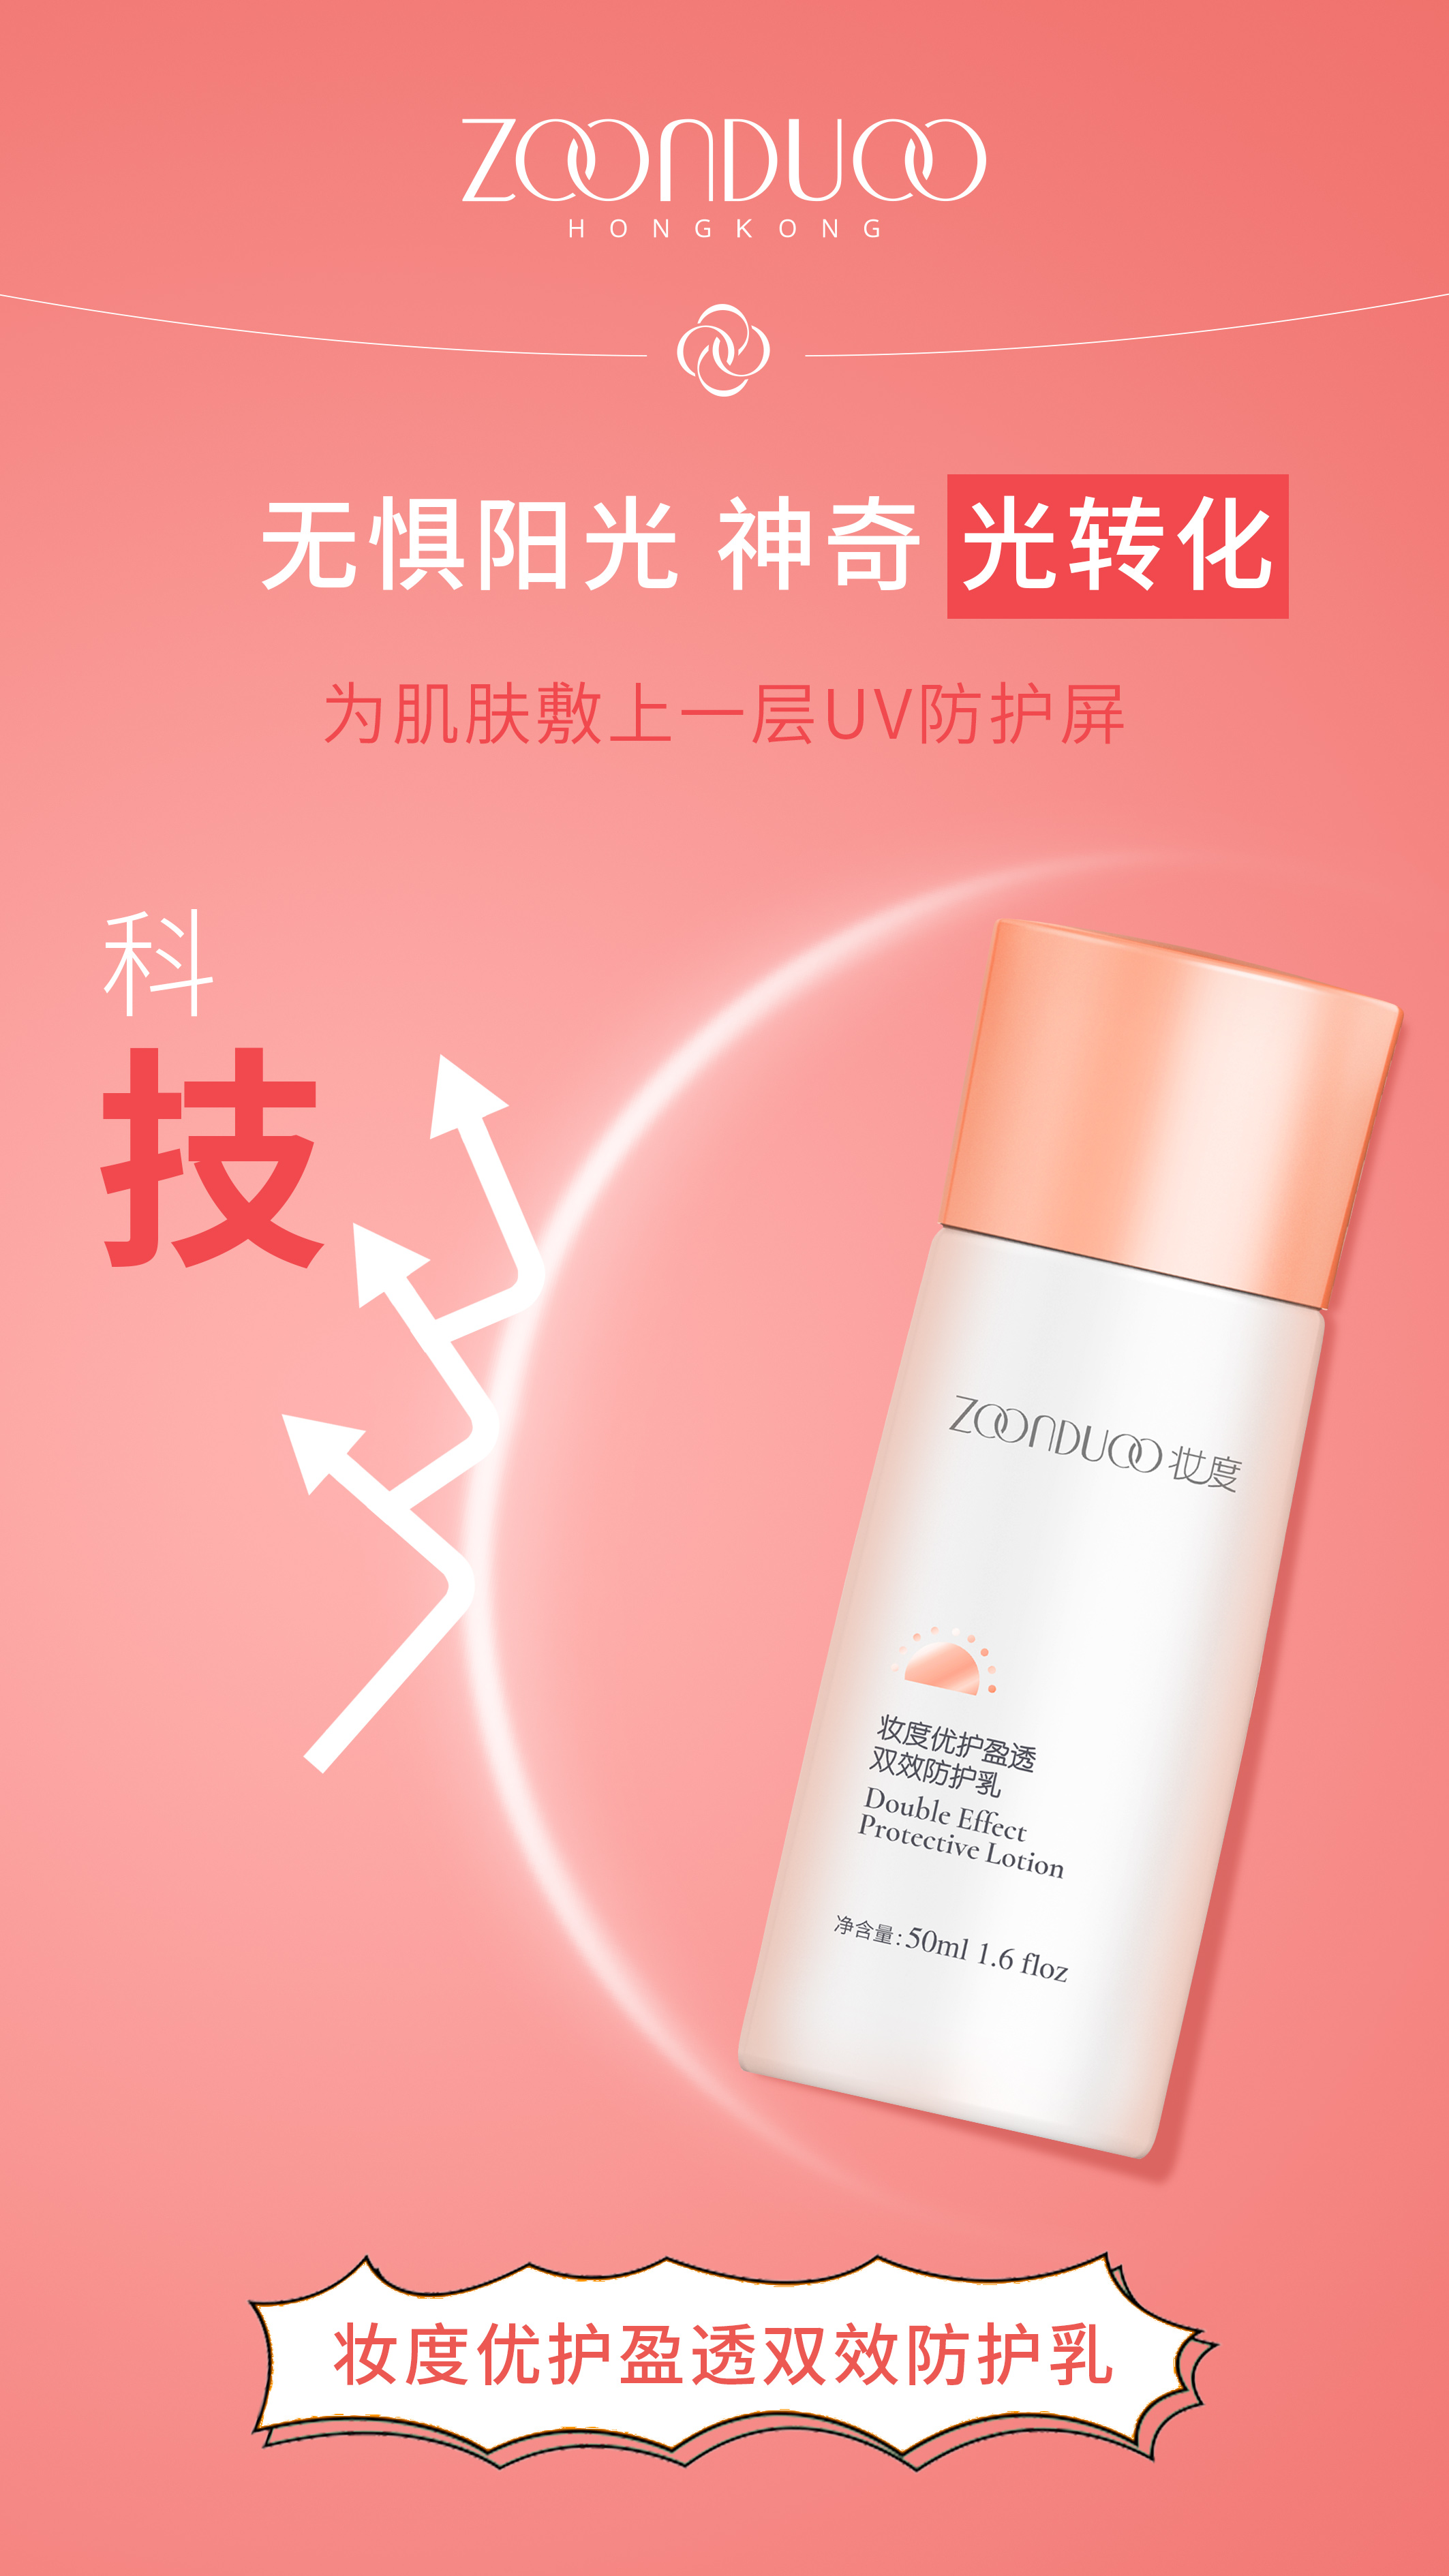 ZOONDUOO
HONGKONG
无惧阳光 神奇 光转化
为肌肤敷上一层UV防护屏
科
技
ZOONDUOO 妆度
妆度优护盈透
双效防护乳
Double Effect
Protective Lotion
净含量:50ml 1.6 floz
妆度优护盈透双效防护乳